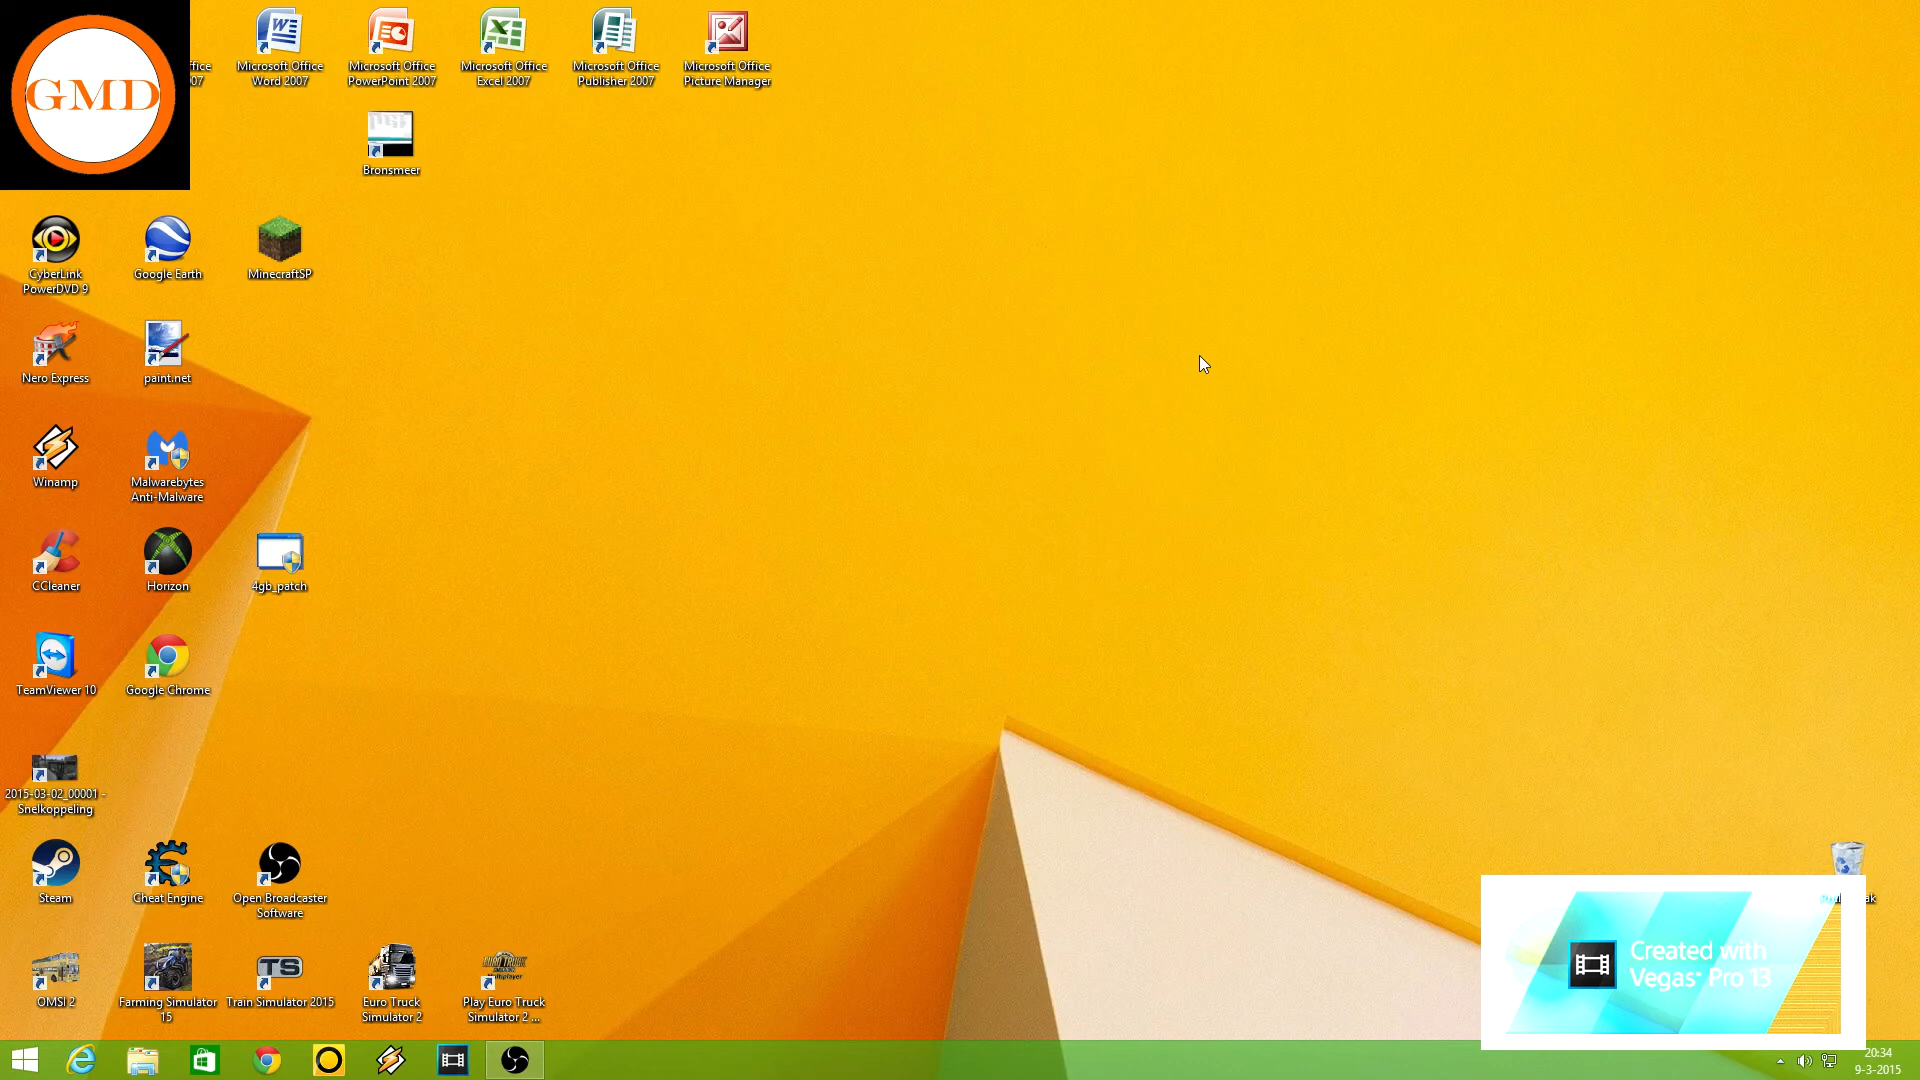 GMD
ffice
07
Microsoft Office
Word 2007
Microsoft Office
PowerPoint 2007
Microsoft Office
Excel 2007
Microsoft Office
Publisher 2007
Microsoft Office
Picture Manager
Bronsmeer
CyberLink
PowerDVD 9
Google Earth
MinecraftSP
Nero Express
paint.net
Winamp
Malwarebytes
Anti-Malware
CCleaner
Horizon
4gb_patch
TeamViewer 10
Google Chrome
2015-03-02_00001 -
Snelkoppeling
Steam
Cheat Engine
Open Broadcaster
Software
OMSI 2
Farming Simulator
15
TS
Train Simulator 2015
Euro Truck
Simulator 2
Play Euro Truck
Simulator 2 ...
Created with
Vegas® Pro 13
20:34
9-3-2015